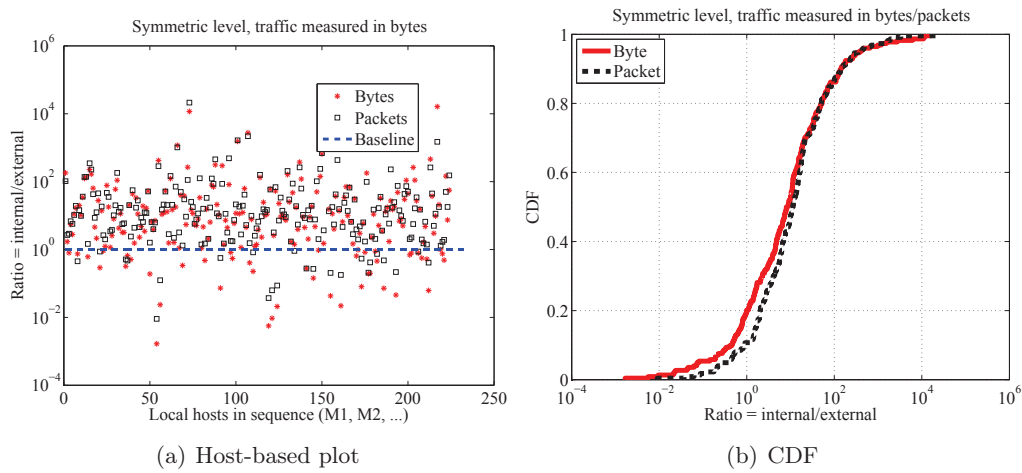 Symmetric level, traffic measured in bytes
10^6
10^4
10^2
10^0
10^−2
10^−4
Ratio = internal/external
Bytes
Packets
Baseline
0 50 100 150 200 250
Local hosts in sequence (M1, M2, ...)
(a) Host-based plot
Symmetric level, traffic measured in bytes/packets
1
0.8
0.6
0.4
0.2
0
CDF
Byte
Packet
10^−4 10^−2 10^0 10^2 10^4 10^6
Ratio = internal/external
(b) CDF